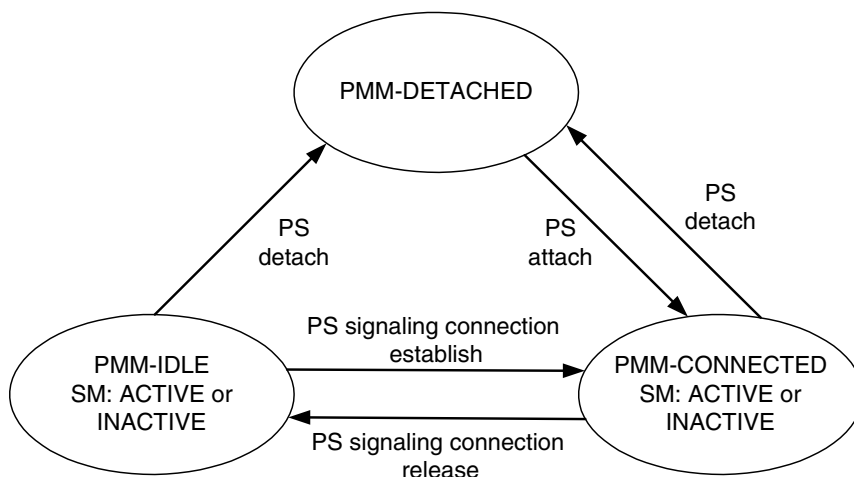 PMM-DETACHED
PS
detach
PS
attach
PS
detach
PS signaling connection
establish
PMM-IDLE
SM: ACTIVE or
INACTIVE
PMM-CONNECTED
SM: ACTIVE or
INACTIVE
PS signaling connection
release